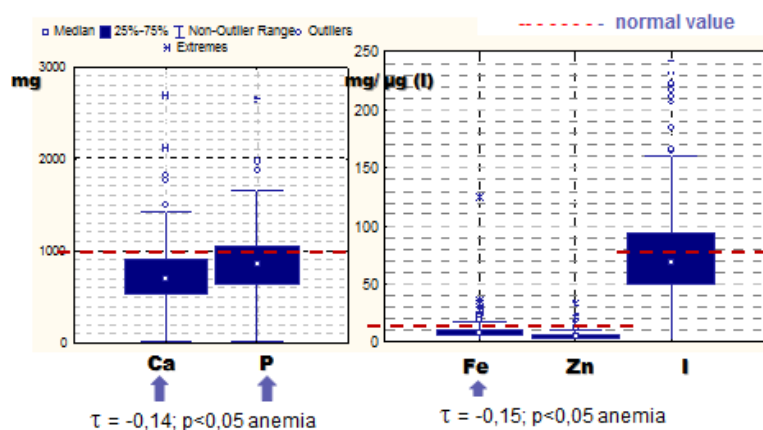 normal value
Median 25%-75% Non-Outlier Range Outliers
Extremes
mg
3000
2000
1000
0
Ca P
τ = -0,14; p<0,05 anemia
mg/ µg (I)
250
200
150
100
50
0
Fe Zn I
τ = -0,15; p<0,05 anemia